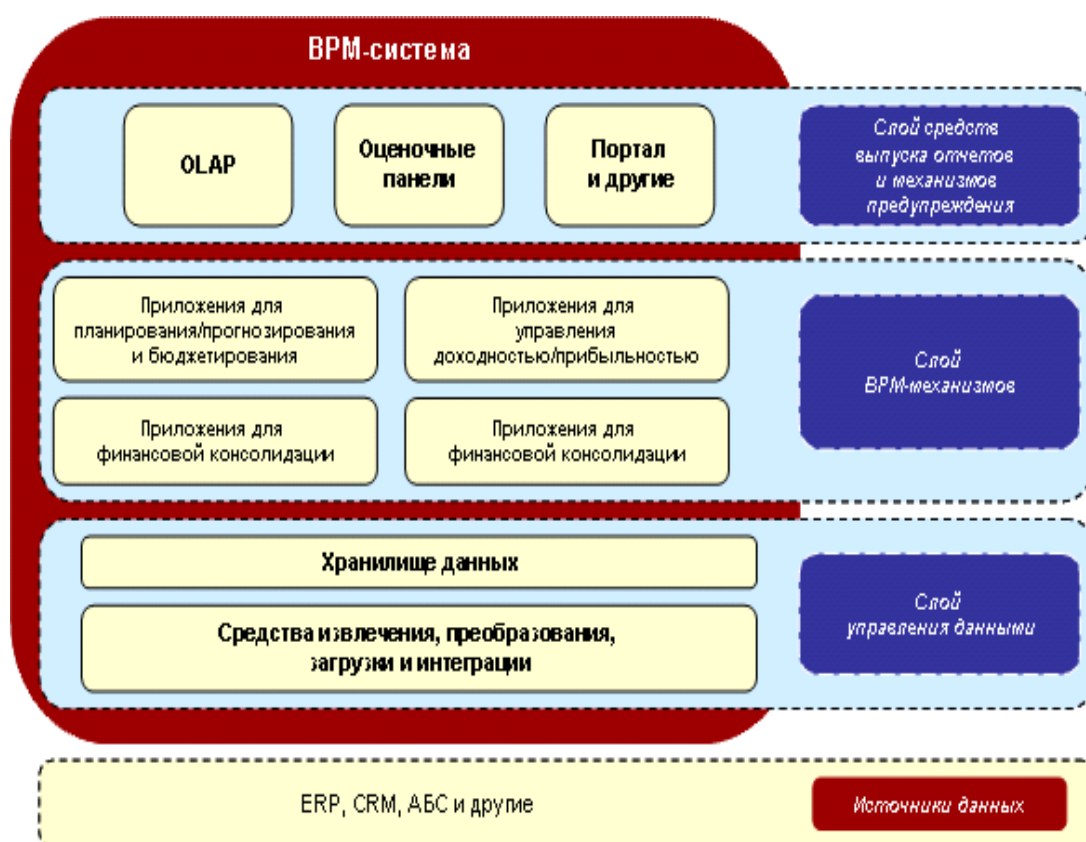 BPM-система
OLAP
Оценочные
панели
Портал
и другие
Слой средств
выпуска отчетов
и механизмов
предупреждения
Приложения для
планирования/прогнозирования
и бюджетирования
Приложения для
управления
доходностью/прибыльностью
Слой
BPM-механизмов
Приложения для
финансовой консолидации
Приложения для
финансовой консолидации
Хранилище данных
Средства извлечения, преобразования,
загрузки и интеграции
Слой
управления данными
ERP, CRM, АБС и другие
Источники данных